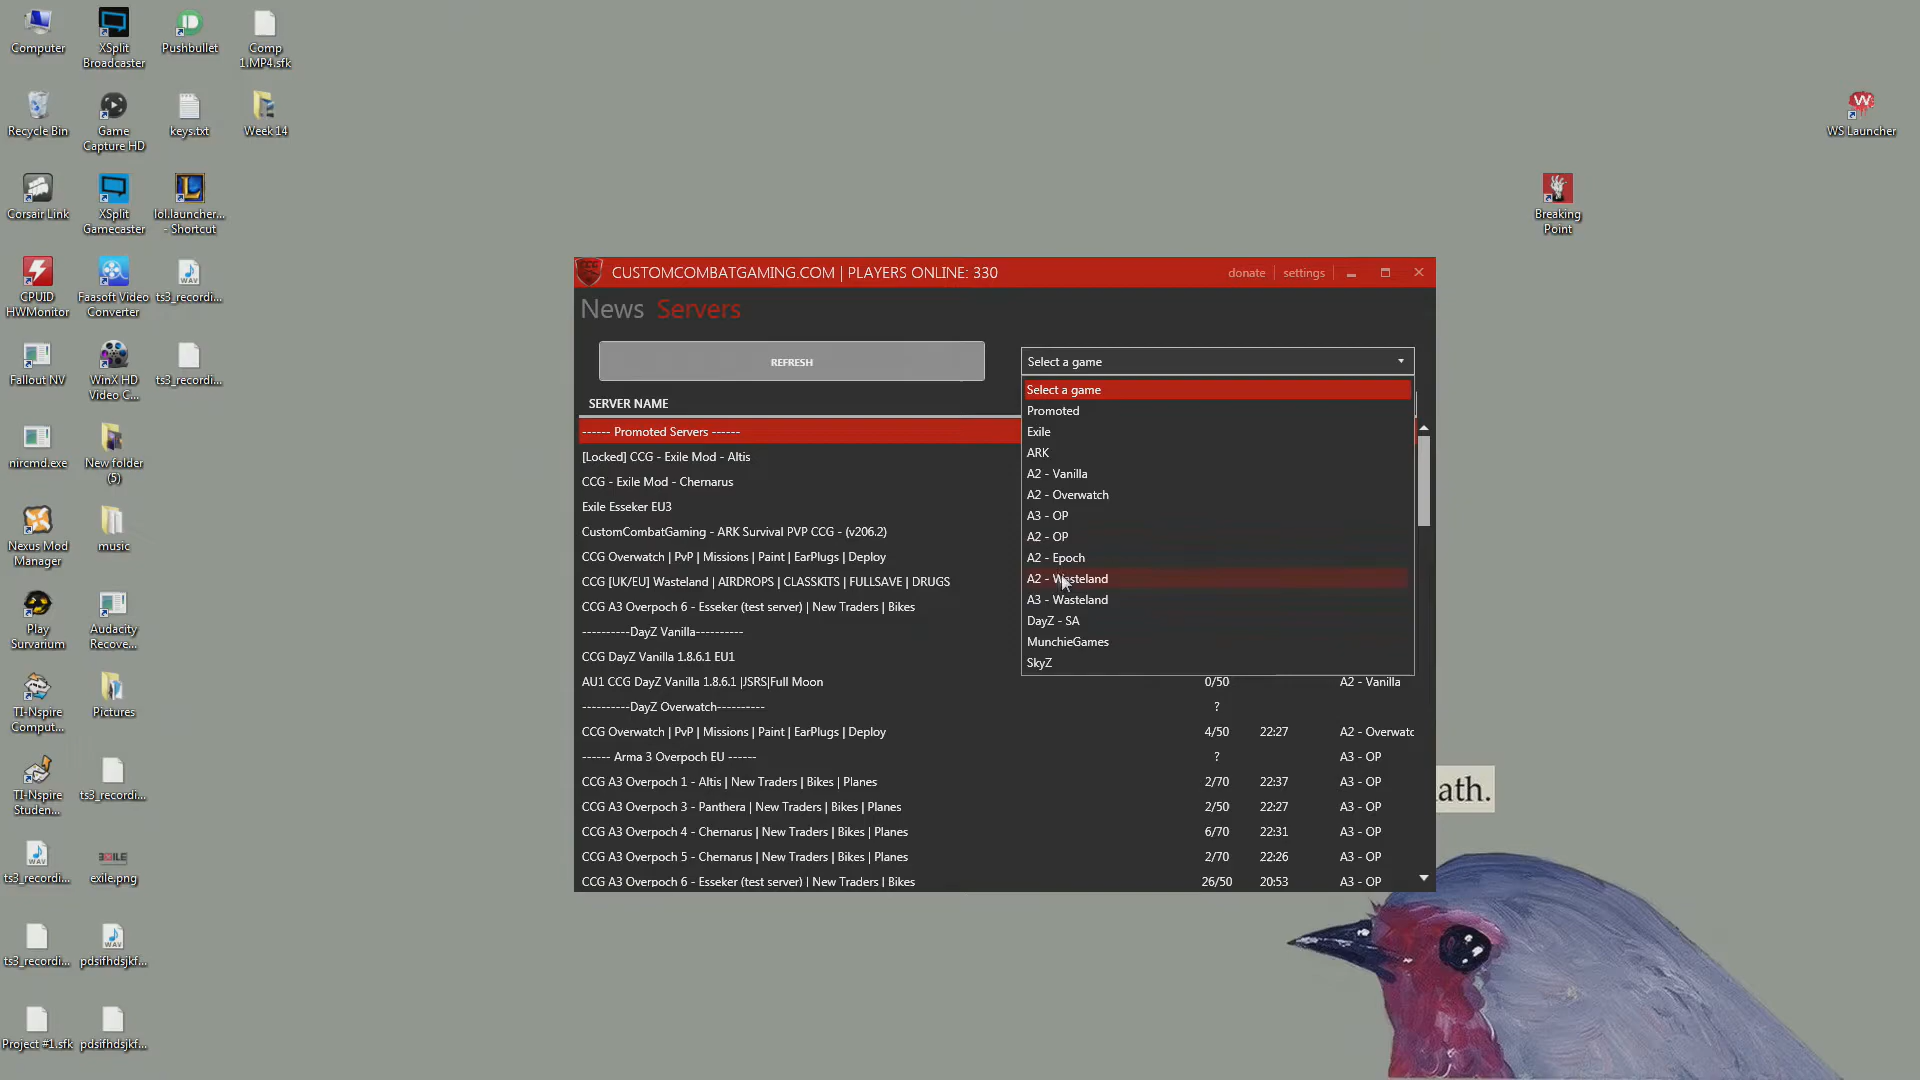 Computer
XSplit
Broadcaster
Pushbullet
Comp
1.MP4.sfk
Recycle Bin
Game
Capture HD
keys.txt
Week 14
W
WS Launcher
Corsair Link
XSplit
Gamecaster
lol.launcher...
- Shortcut
Breaking
Point
CPUID
HWMonitor
Faasoft Video
Converter
WAV
ts3_recordi...
Fallout NV
WinX HD
Video C...
ts3_recordi...
nircmd.exe
New folder
(5)
Nexus Mod
Manager
music
Play
Survarium
Audacity
Recove...
TI-Nspire
Comput...
Pictures
TI-Nspire
Studen...
ts3_recordi...
WAV
ts3_recordi...
EXILE
exile.png
ts3_recordi...
WAV
pdsifhdsjkf...
Project #1.sfk
pdsifhdsjkf...
CUSTOMCOMBATGAMING.COM | PLAYERS ONLINE: 330
donate
settings
News Servers
REFRESH
Select a game
SERVER NAME
Select a game
Promoted
Exile
ARK
A2 - Vanilla
A2 - Overwatch
A3 - OP
A2 - OP
A2 - Epoch
A2 - Wasteland
A3 - Wasteland
DayZ - SA
MunchieGames
SkyZ
------ Promoted Servers ------
[Locked] CCG - Exile Mod - Altis
CCG - Exile Mod - Chernarus
Exile Esseker EU3
CustomCombatGaming - ARK Survival PVP CCG - (v206.2)
CCG Overwatch | PvP | Missions | Paint | EarPlugs | Deploy
CCG [UK/EU] Wasteland | AIRDROPS | CLASSKITS | FULLSAVE | DRUGS
CCG A3 Overpoch 6 - Esseker (test server) | New Traders | Bikes
----------DayZ Vanilla----------
CCG DayZ Vanilla 1.8.6.1 EU1
AU1 CCG DayZ Vanilla 1.8.6.1 |JSRS|Full Moon 0/50 A2 - Vanilla
----------DayZ Overwatch---------- ?
CCG Overwatch | PvP | Missions | Paint | EarPlugs | Deploy 4/50 22:27 A2 - Overwatc
------ Arma 3 Overpoch EU ------ ? A3 - OP
CCG A3 Overpoch 1 - Altis | New Traders | Bikes | Planes 2/70 22:37 A3 - OP
CCG A3 Overpoch 3 - Panthera | New Traders | Bikes | Planes 2/50 22:27 A3 - OP
CCG A3 Overpoch 4 - Chernarus | New Traders | Bikes | Planes 6/70 22:31 A3 - OP
CCG A3 Overpoch 5 - Chernarus | New Traders | Bikes | Planes 2/70 22:26 A3 - OP
CCG A3 Overpoch 6 - Esseker (test server) | New Traders | Bikes 26/50 20:53 A3 - OP
ath.